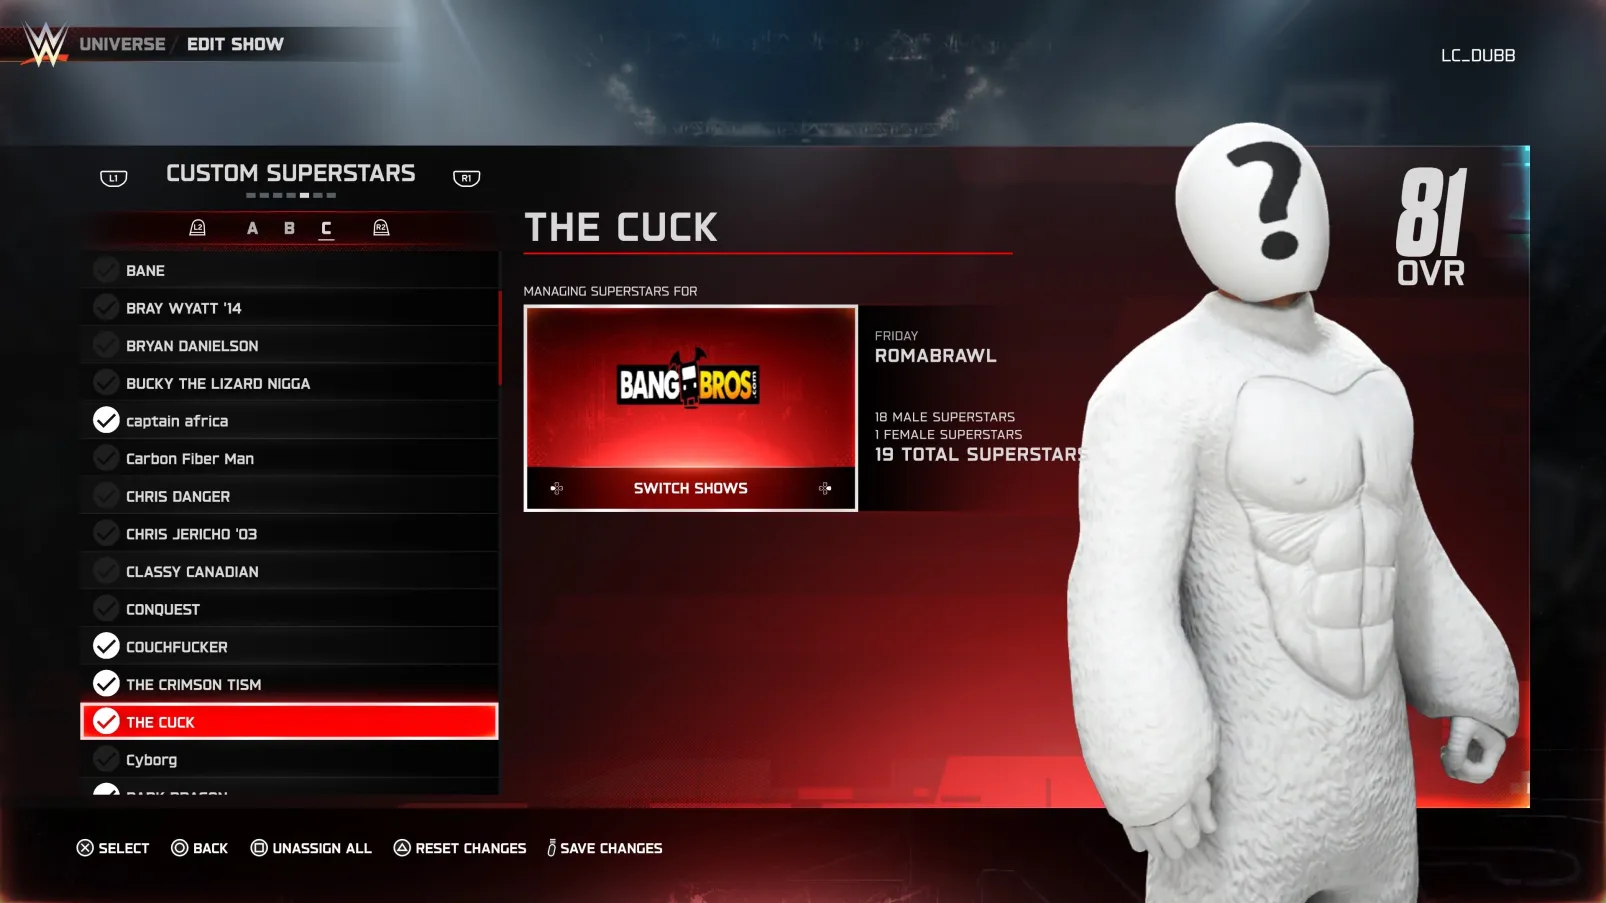 W
UNIVERSE / EDIT SHOW
LC_DUBB
L1
CUSTOM SUPERSTARS
R1
L2
A B C
R2
BANE
BRAY WYATT '14
BRYAN DANIELSON
BUCKY THE LIZARD NIGGA
captain africa
Carbon Fiber Man
CHRIS DANGER
CHRIS JERICHO '03
CLASSY CANADIAN
CONQUEST
COUCHFUCKER
THE CRIMSON TISM
THE CUCK
Cyborg
DARK DRAGON
THE CUCK
MANAGING SUPERSTARS FOR
BANG BROS.com
SWITCH SHOWS
FRIDAY
ROMABRAWL
18 MALE SUPERSTARS
1 FEMALE SUPERSTARS
19 TOTAL SUPERSTARS
?
81
OVR
SELECT BACK UNASSIGN ALL RESET CHANGES SAVE CHANGES